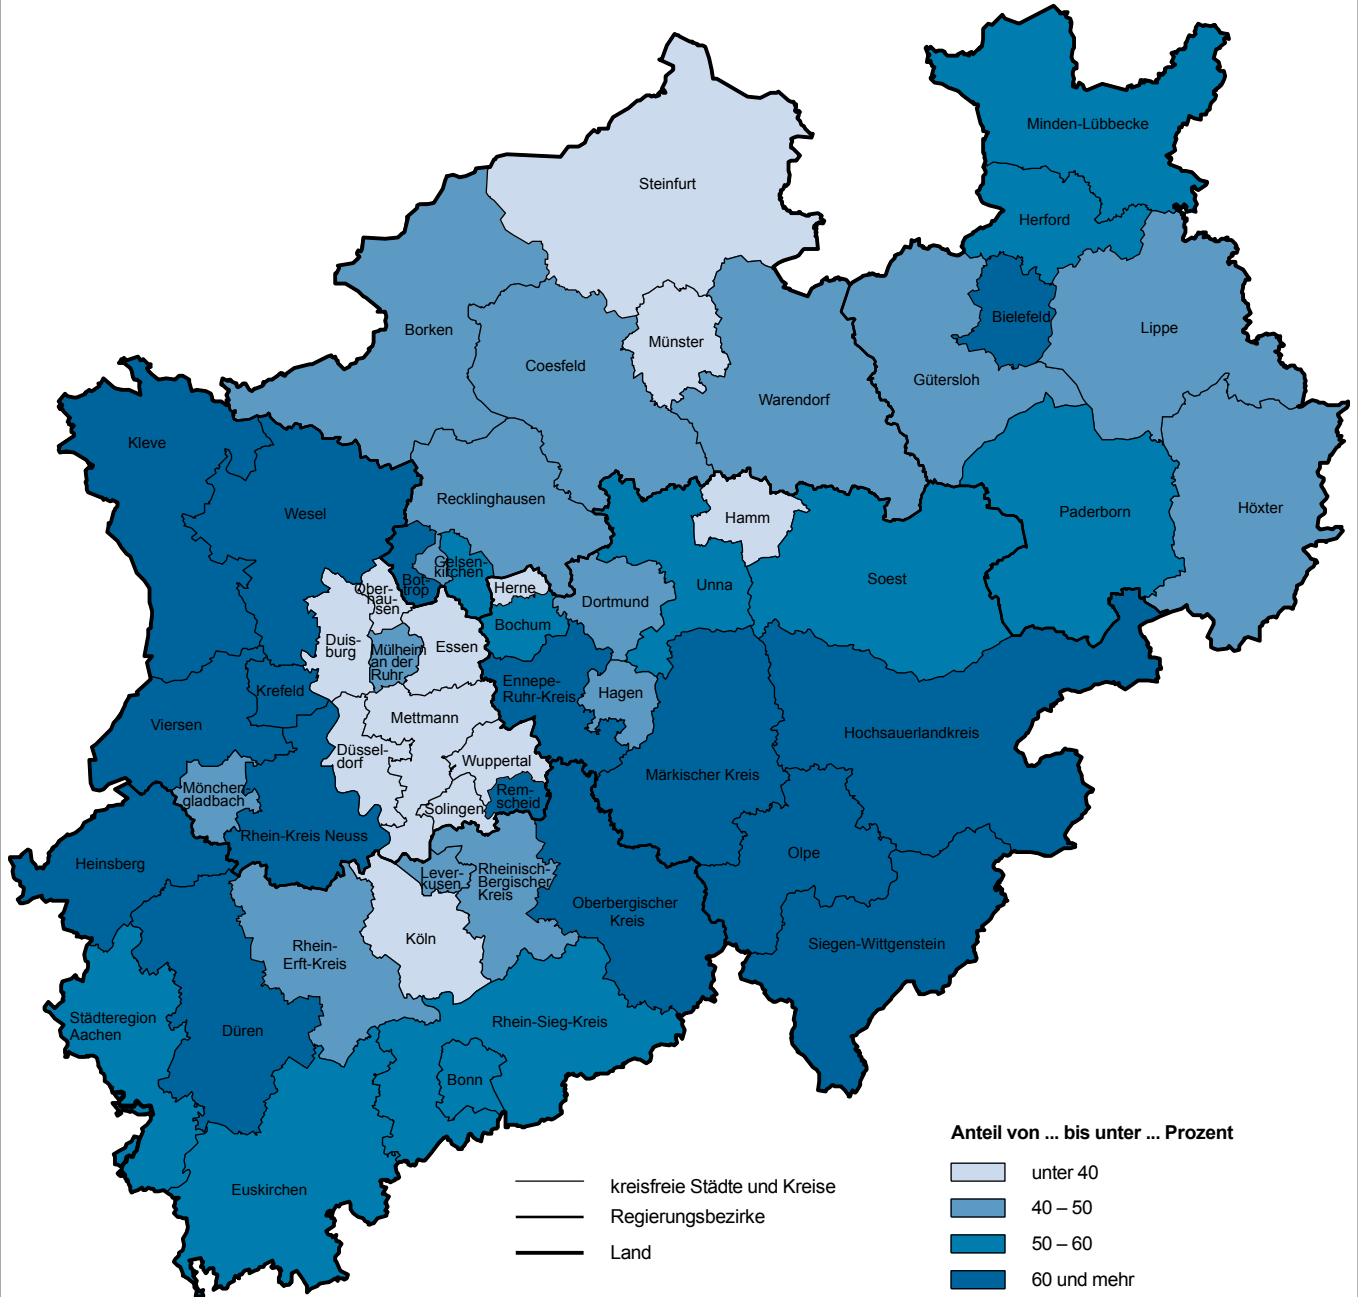 Minden-Lübbecke
Steinfurt
Herford
Bielefeld
Lippe
Borken
Münster
Coesfeld
Gütersloh
Warendorf
Kleve
Recklinghausen
Wesel
Hamm
Paderborn
Höxter
Gelsen-
kirchen
Bot-
trop
Ober-
hau-
sen
Herne
Unna
Soest
Dortmund
Bochum
Duis-
burg
Mülheim
an der
Ruhr
Essen
Ennepe-
Ruhr-Kreis
Hagen
Krefeld
Viersen
Mettmann
Hochsauerlandkreis
Düssel-
dorf
Wuppertal
Märkischer Kreis
Mönchen-
gladbach
Rem-
scheid
Solingen
Rhein-Kreis Neuss
Olpe
Heinsberg
Lever-
kusen
Rheinisch-
Bergischer
Kreis
Oberbergischer
Kreis
Köln
Siegen-Wittgenstein
Rhein-
Erft-Kreis
Städteregion
Aachen
Düren
Rhein-Sieg-Kreis
Bonn
Euskirchen
kreisfreie Städte und Kreise
Regierungsbezirke
Land
Anteil von ... bis unter ... Prozent
unter 40
40 – 50
50 – 60
60 und mehr